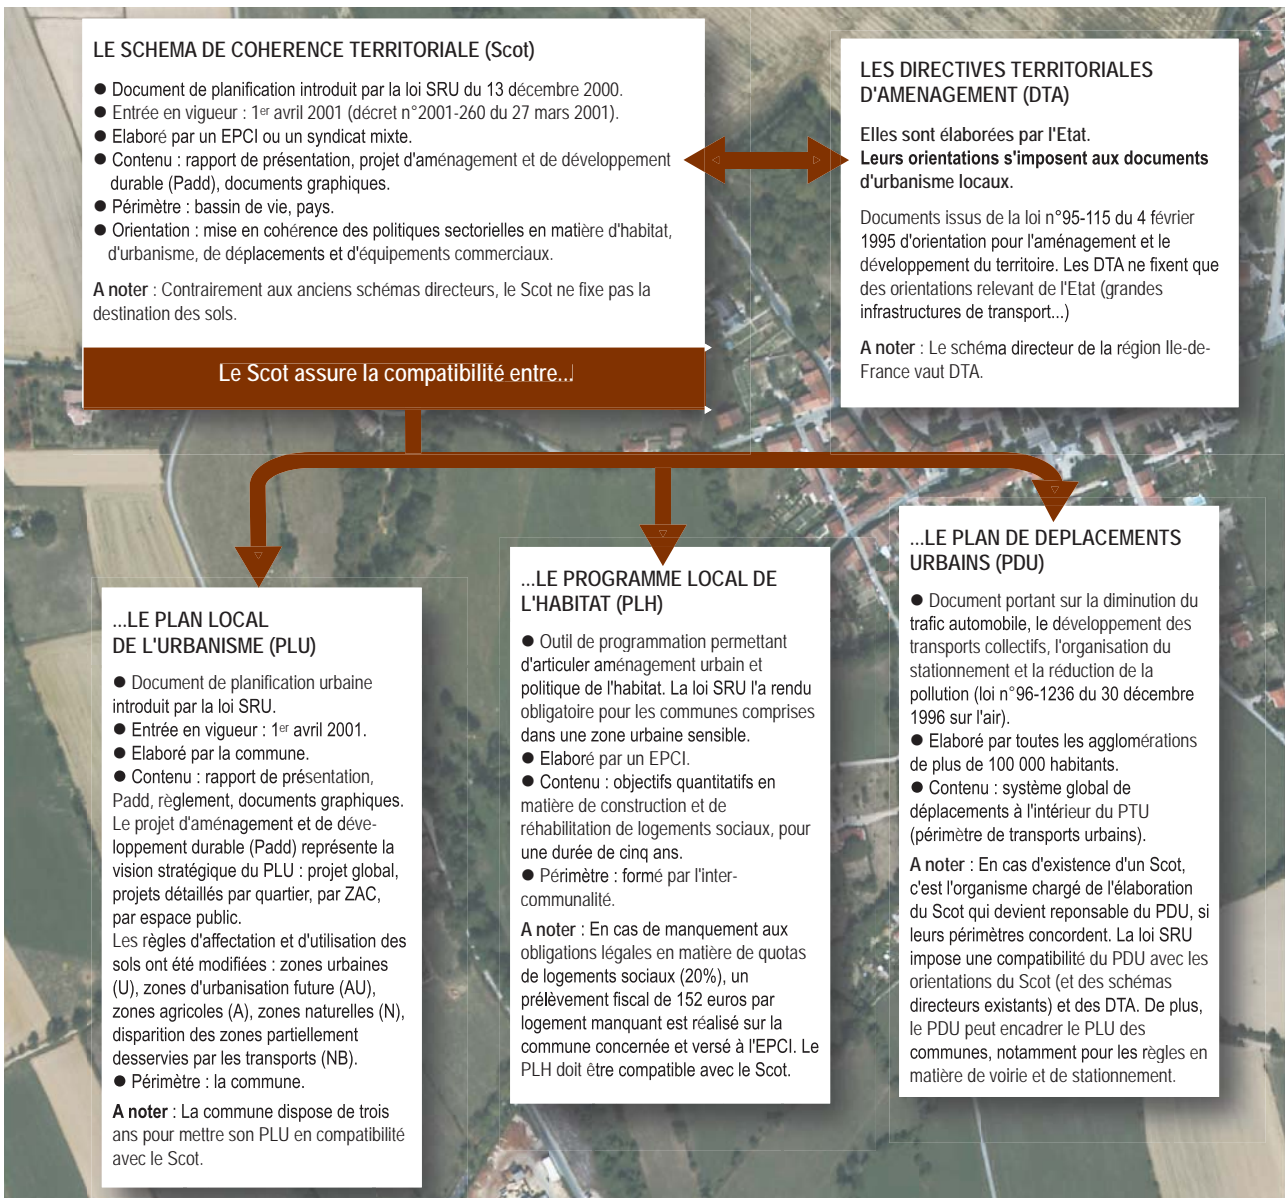 LE SCHEMA DE COHERENCE TERRITORIALE (Scot)
● Document de planification introduit par la loi SRU du 13 décembre 2000.
● Entrée en vigueur : 1er avril 2001 (décret n°2001-260 du 27 mars 2001).
● Elaboré par un EPCI ou un syndicat mixte.
● Contenu : rapport de présentation, projet d'aménagement et de développement
durable (Padd), documents graphiques.
● Périmètre : bassin de vie, pays.
● Orientation : mise en cohérence des politiques sectorielles en matière d'habitat,
d'urbanisme, de déplacements et d'équipements commerciaux.
A noter : Contrairement aux anciens schémas directeurs, le Scot ne fixe pas la
destination des sols.
Le Scot assure la compatibilité entre...
LES DIRECTIVES TERRITORIALES
D'AMENAGEMENT (DTA)
Elles sont élaborées par l'Etat.
Leurs orientations s'imposent aux documents
d'urbanisme locaux.
Documents issus de la loi n°95-115 du 4 février
1995 d'orientation pour l'aménagement et le
développement du territoire. Les DTA ne fixent que
des orientations relevant de l'Etat (grandes
infrastructures de transport...)
A noter : Le schéma directeur de la région Ile-de-
France vaut DTA.
...LE PLAN LOCAL
DE L'URBANISME (PLU)
● Document de planification urbaine
introduit par la loi SRU.
● Entrée en vigueur : 1er avril 2001.
● Elaboré par la commune.
● Contenu : rapport de présentation,
Padd, règlement, documents graphiques.
Le projet d'aménagement et de déve-
loppement durable (Padd) représente la
vision stratégique du PLU : projet global,
projets détaillés par quartier, par ZAC,
par espace public.
Les règles d'affectation et d'utilisation des
sols ont été modifiées : zones urbaines
(U), zones d'urbanisation future (AU),
zones agricoles (A), zones naturelles (N),
disparition des zones partiellement
desservies par les transports (NB).
● Périmètre : la commune.
A noter : La commune dispose de trois
ans pour mettre son PLU en compatibilité
avec le Scot.
...LE PROGRAMME LOCAL DE
L'HABITAT (PLH)
● Outil de programmation permettant
d'articuler aménagement urbain et
politique de l'habitat. La loi SRU l'a rendu
obligatoire pour les communes comprises
dans une zone urbaine sensible.
● Elaboré par un EPCI.
● Contenu : objectifs quantitatifs en
matière de construction et de
réhabilitation de logements sociaux, pour
une durée de cinq ans.
● Périmètre : formé par l'inter-
communalité.
A noter : En cas de manquement aux
obligations légales en matière de quotas
de logements sociaux (20%), un
prélèvement fiscal de 152 euros par
logement manquant est réalisé sur la
commune concernée et versé à l'EPCI. Le
PLH doit être compatible avec le Scot.
...LE PLAN DE DEPLACEMENTS
URBAINS (PDU)
● Document portant sur la diminution du
trafic automobile, le développement des
transports collectifs, l'organisation du
stationnement et la réduction de la
pollution (loi n°96-1236 du 30 décembre
1996 sur l'air).
● Elaboré par toutes les agglomérations
de plus de 100 000 habitants.
● Contenu : système global de
déplacements à l'intérieur du PTU
(périmètre de transports urbains).
A noter : En cas d'existence d'un Scot,
c'est l'organisme chargé de l'élaboration
du Scot qui devient reponsable du PDU, si
leurs périmètres concordent. La loi SRU
impose une compatibilité du PDU avec les
orientations du Scot (et des schémas
directeurs existants) et des DTA. De plus,
le PDU peut encadrer le PLU des
communes, notamment pour les règles en
matière de voirie et de stationnement.